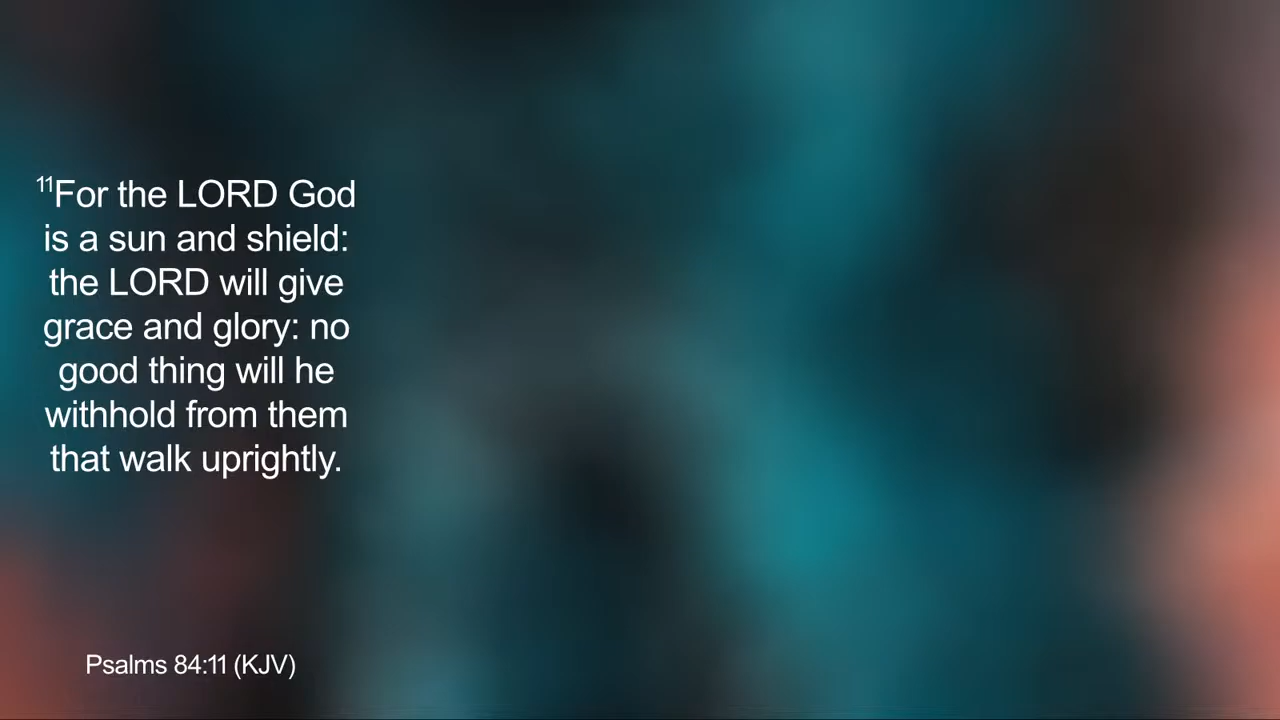 11For the LORD God
is a sun and shield:
the LORD will give
grace and glory: no
good thing will he
withhold from them
that walk uprightly.
Psalms 84:11 (KJV)